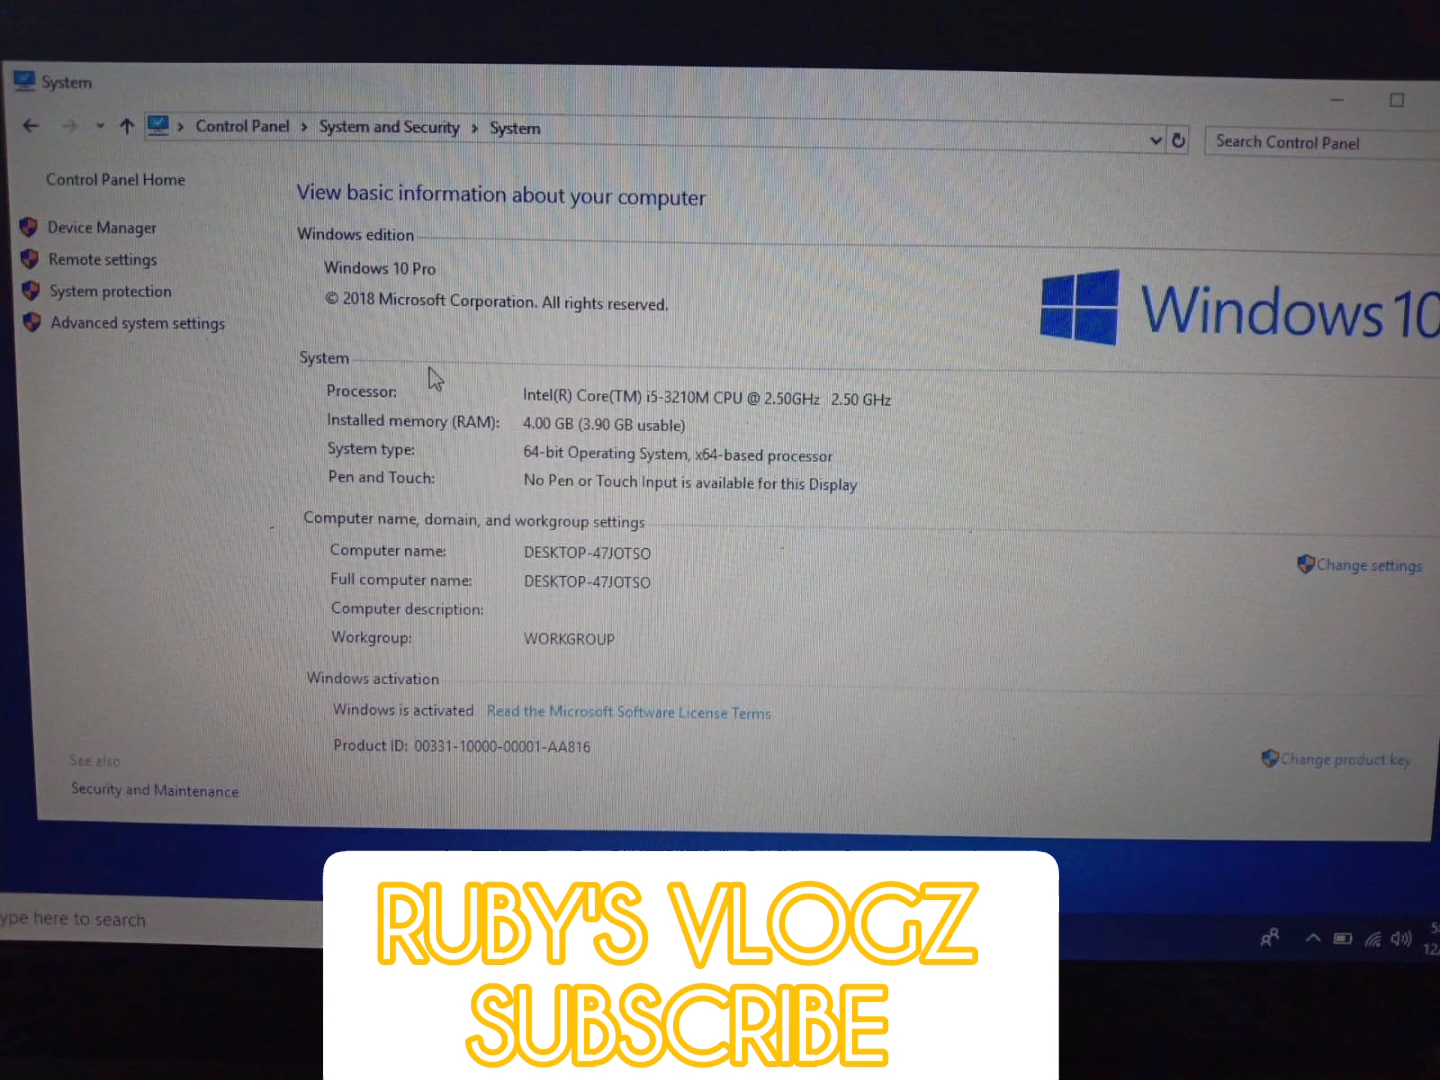 System
Control Panel > System and Security > System
Search Control Panel
Control Panel Home
Device Manager
Remote settings
System protection
Advanced system settings
See also
Security and Maintenance
View basic information about your computer
Windows edition
Windows 10 Pro
© 2018 Microsoft Corporation. All rights reserved.
Windows 10
System
Processor: Intel(R) Core(TM) i5-3210M CPU @ 2.50GHz 2.50 GHz
Installed memory (RAM): 4.00 GB (3.90 GB usable)
System type: 64-bit Operating System, x64-based processor
Pen and Touch: No Pen or Touch Input is available for this Display
Computer name, domain, and workgroup settings
Computer name: DESKTOP-47JOTSO
Change settings
Full computer name: DESKTOP-47JOTSO
Computer description:
Workgroup: WORKGROUP
Windows activation
Windows is activated Read the Microsoft Software License Terms
Product ID: 00331-10000-00001-AA816
Change product key
ype here to search
RUBY'S VLOGZ
SUBSCRIBE